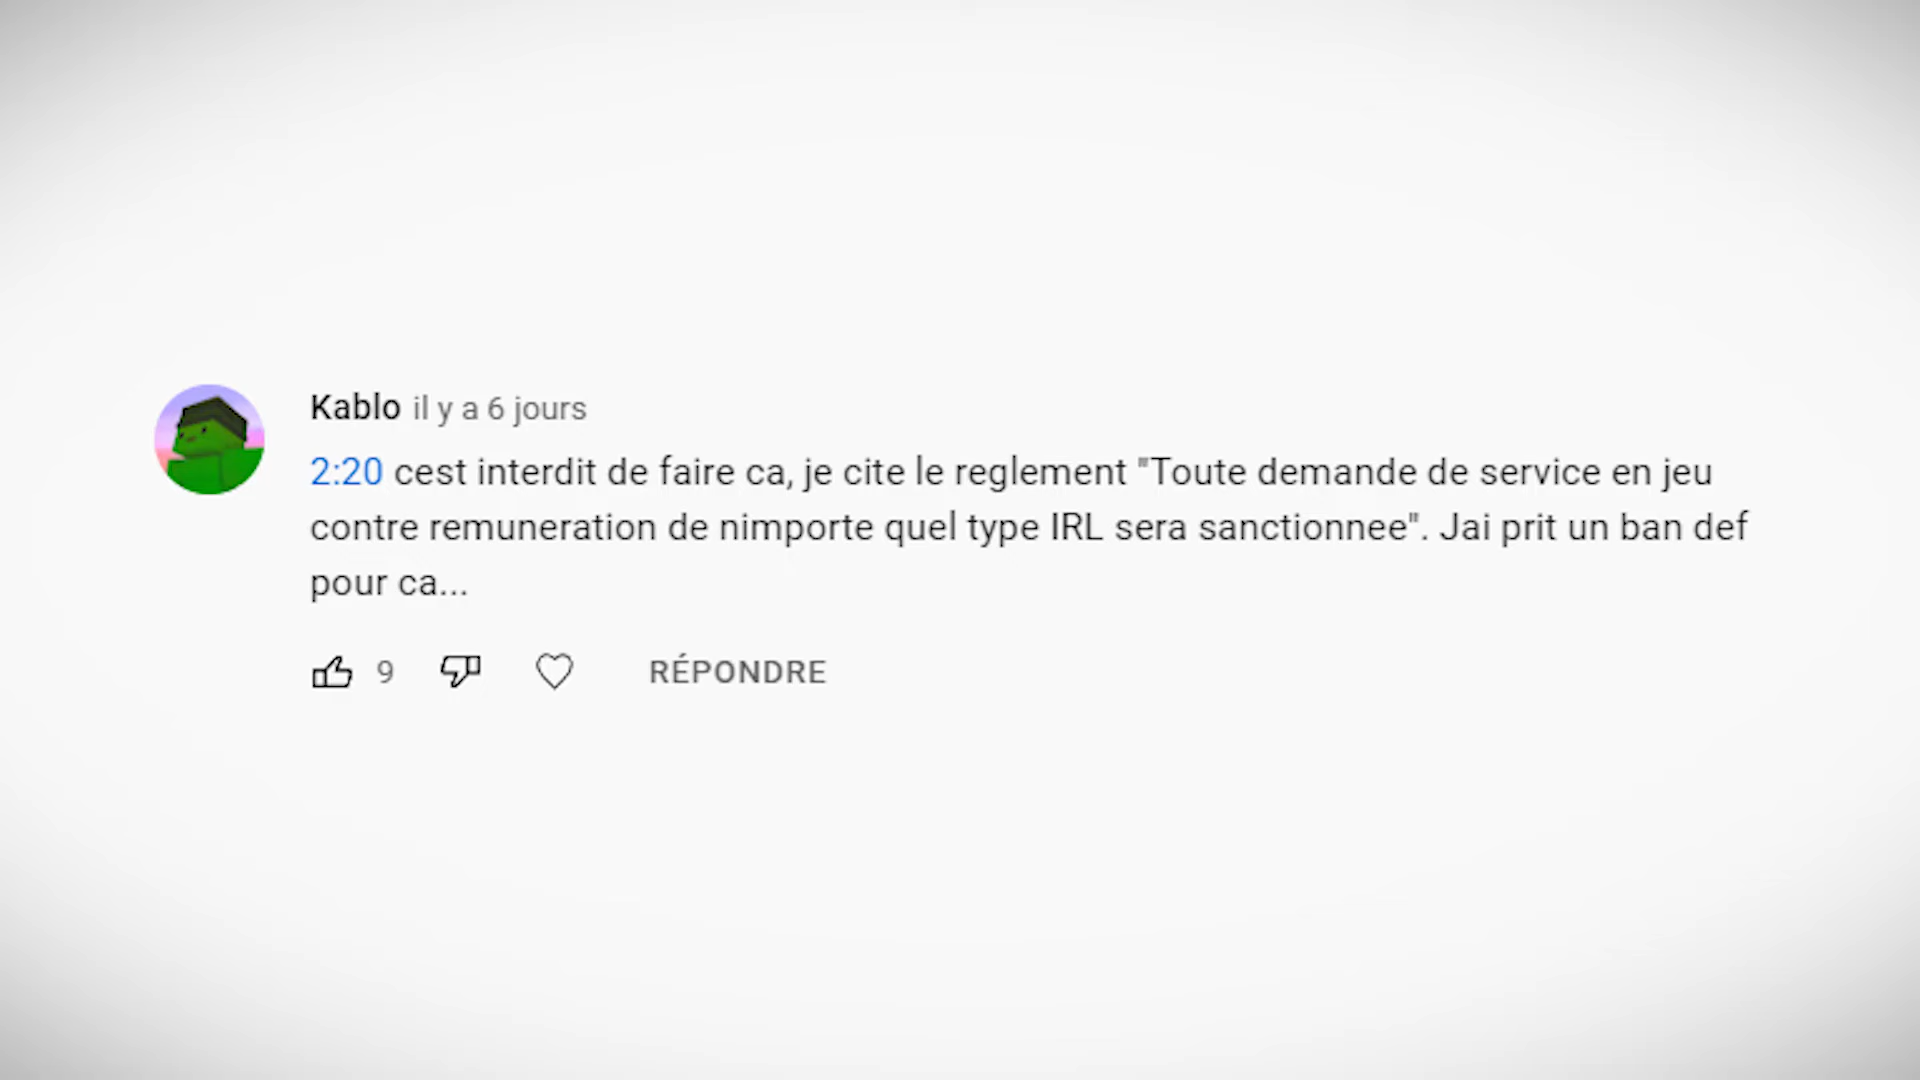 Kablo il y a 6 jours
2:20 cest interdit de faire ca, je cite le reglement "Toute demande de service en jeu
contre remuneration de nimporte quel type IRL sera sanctionnee". Jai prit un ban def
pour ca...
9 RÉPONDRE